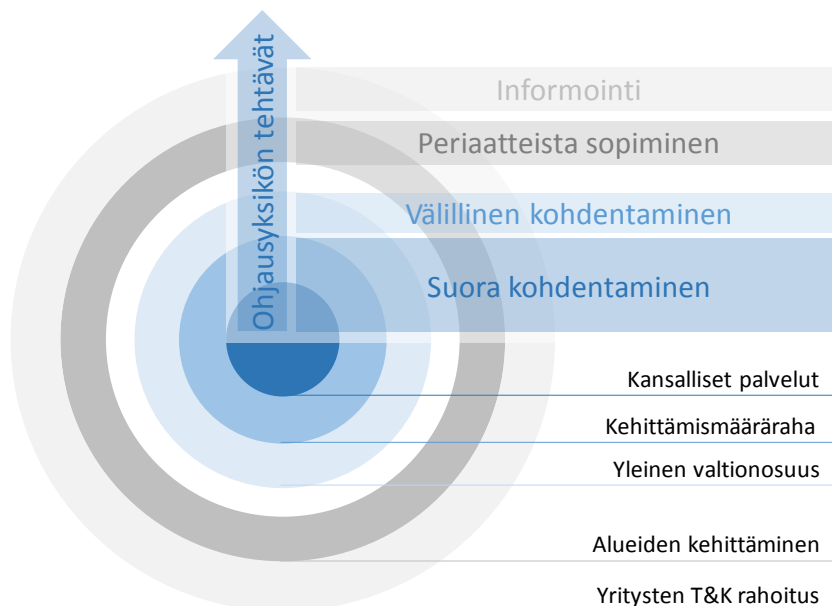 Ohjausyksikön tehtävät
Informointi
Periaatteista sopiminen
Välillinen kohdentaminen
Suora kohdentaminen
Kansalliset palvelut
Kehittämismääräraha
Yleinen valtionosuus
Alueiden kehittäminen
Yritysten T&K rahoitus